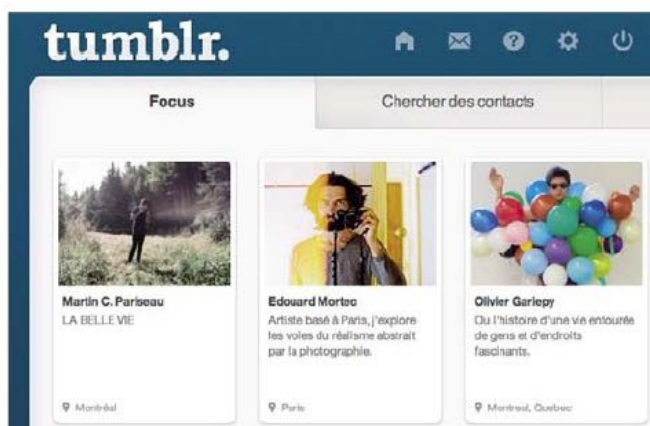 tumblr.
Focus
Chercher des contacts
Martin C. Pariseau
LA BELLE VIE
Montréal
Edouard Mortec
Artiste basé à Paris, j'explore
les voies du réalisme abstrait
par la photographie.
Paris
Olivier Gariepy
Ou l'histoire d'une vie entourée
de gens et d'endroits
fascinants.
Montreal, Quebec